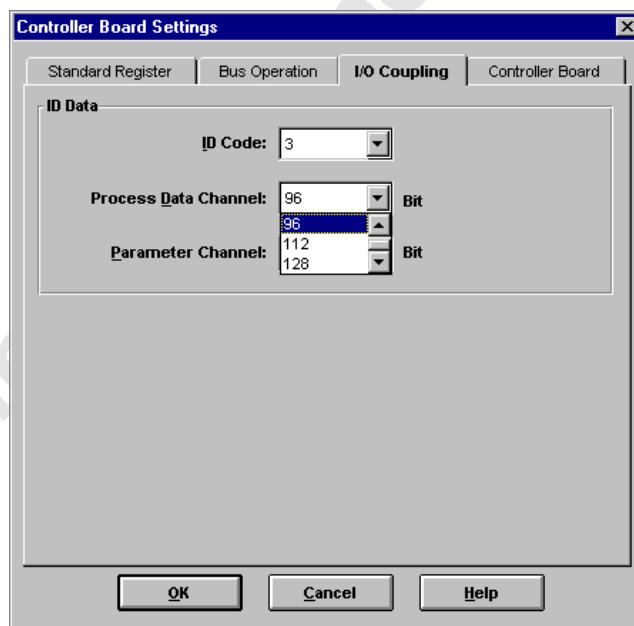 Controller Board Settings
Standard Register Bus Operation I/O Coupling Controller Board
ID Data
ID Code: 3
Process Data Channel: 96 Bit
96
112
Parameter Channel: Bit
128
OK Cancel Help